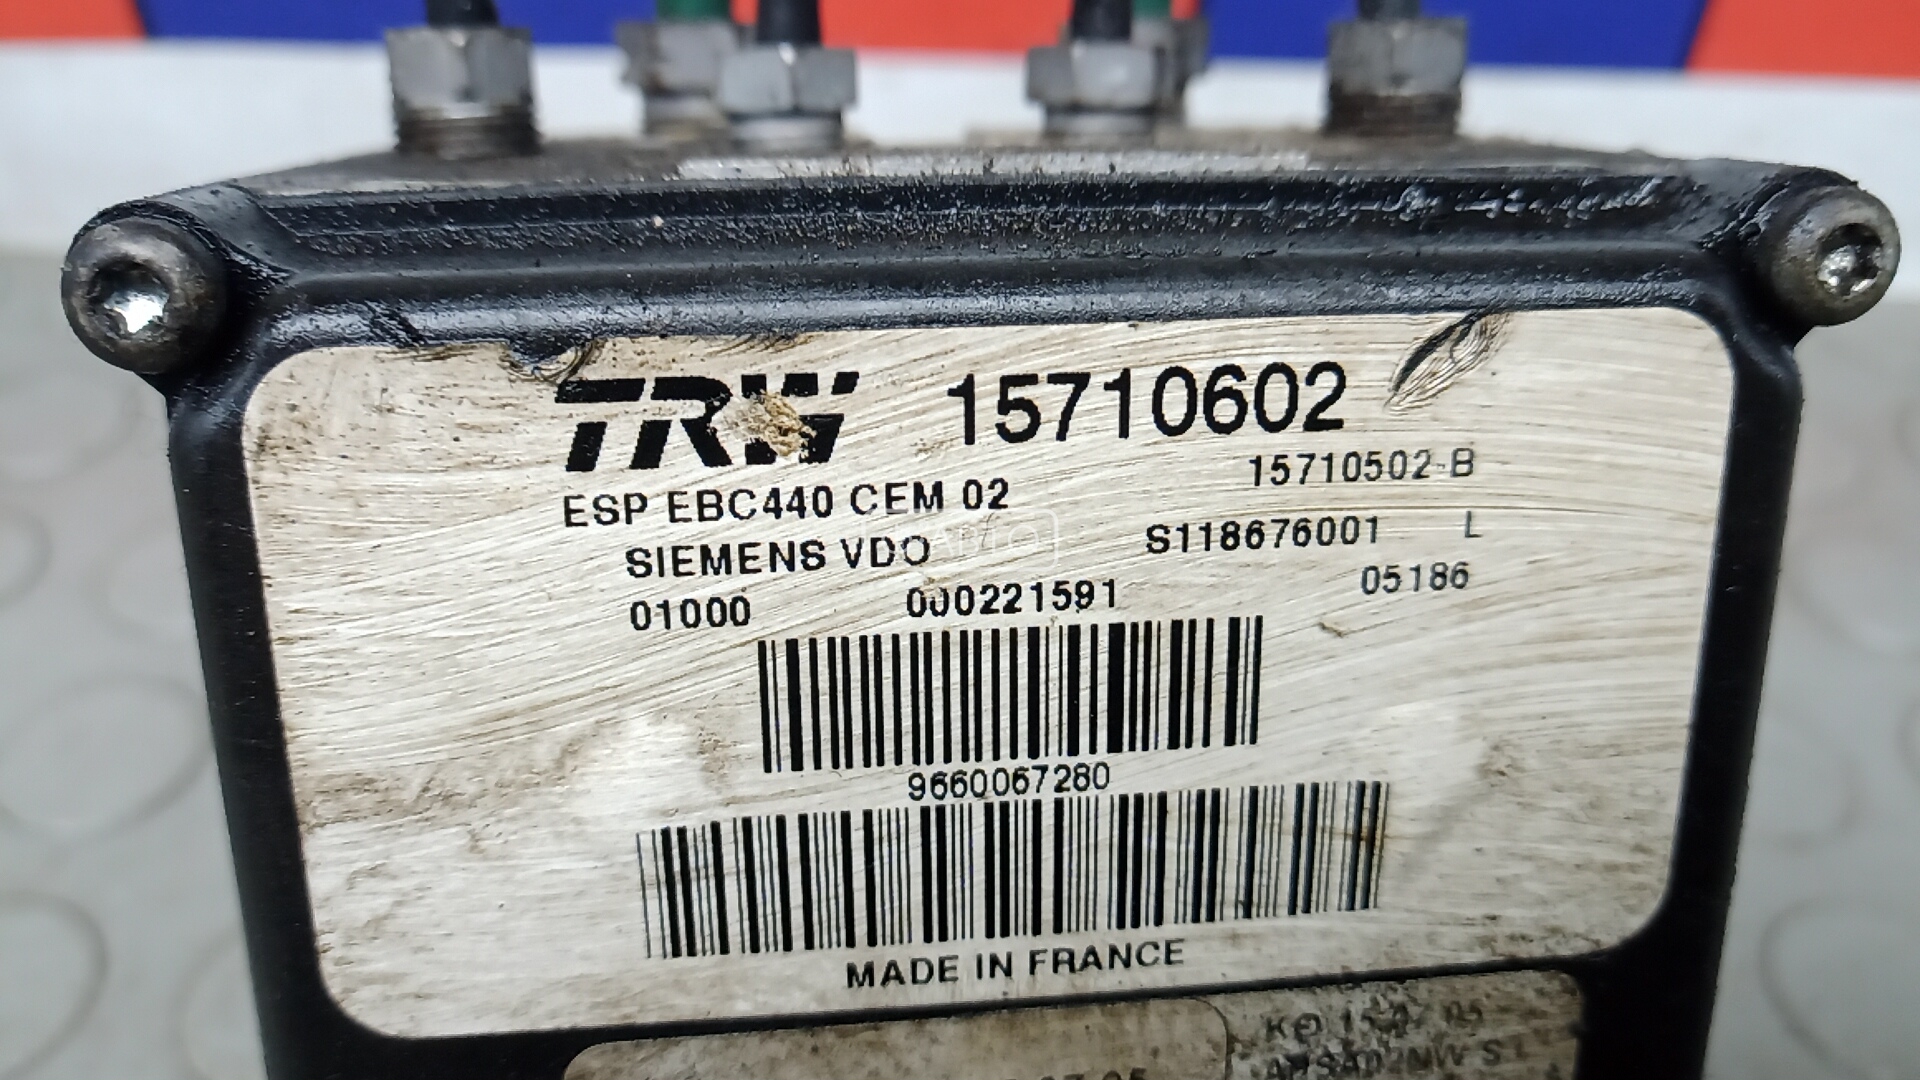 TRW 15710602
15710502-B
ESP EBC440 CEM 02
SIEMENS VDO S118676001 L
01000 000221591 05186
9660067280
MADE IN FRANCE